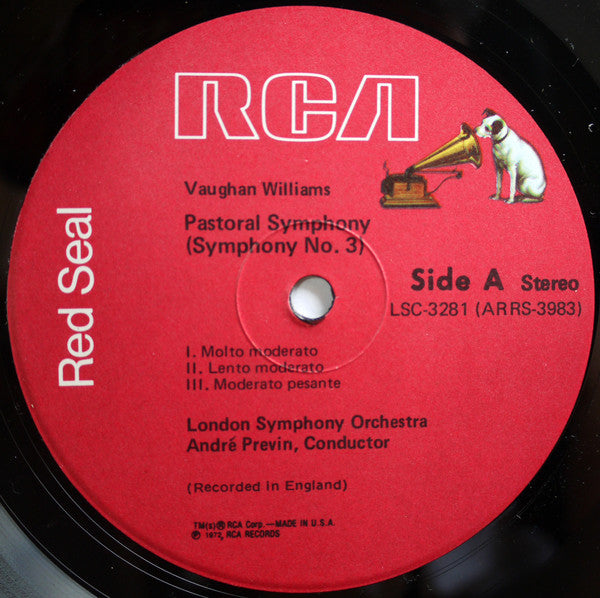 RCA
Vaughan Williams
Pastoral Symphony
(Symphony No. 3)
Red Seal
Side A Stereo
LSC-3281 (ARRS-3983)
I. Molto moderato
II. Lento moderato
III. Moderato pesante
London Symphony Orchestra
André Previn, Conductor
(Recorded in England)
TM(s)® RCA Corp.—MADE IN U.S.A.
℗ 1972, RCA RECORDS